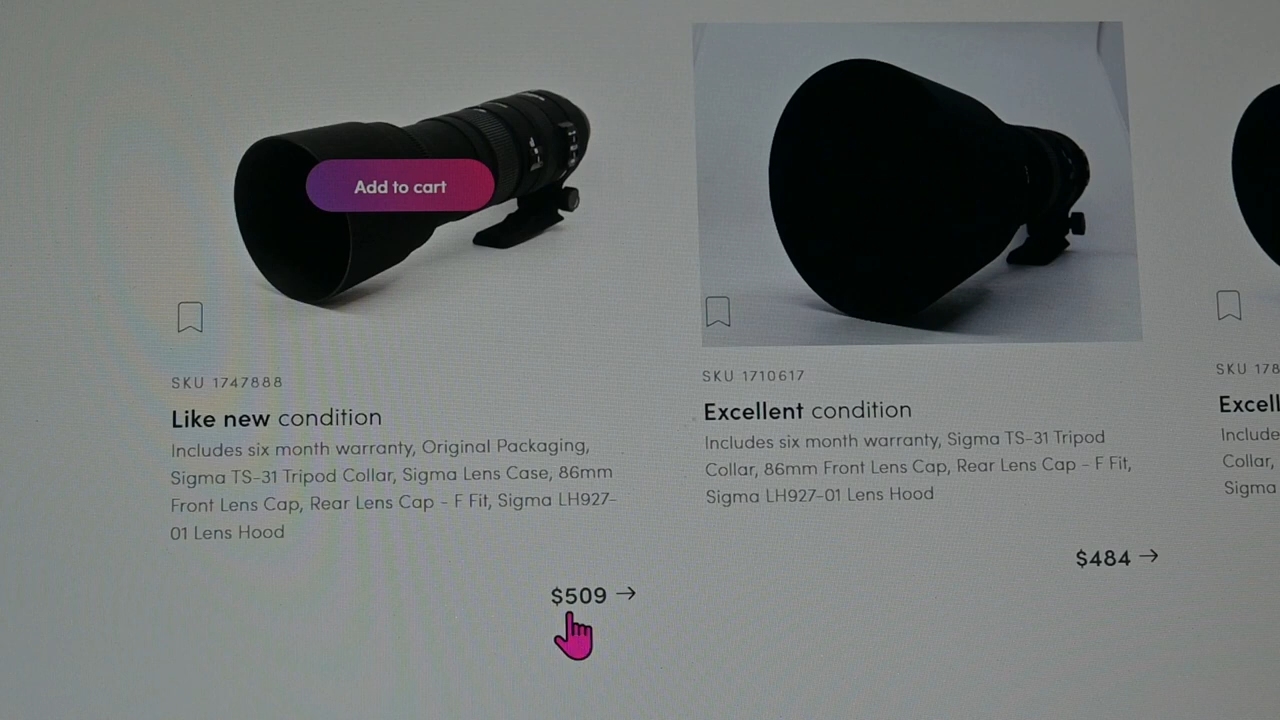 Add to cart
SKU 1747888
Like new condition
Includes six month warranty, Original Packaging,
Sigma TS-31 Tripod Collar, Sigma Lens Case, 86mm
Front Lens Cap, Rear Lens Cap - F Fit, Sigma LH927-
01 Lens Hood
$509 →
SKU 1710617
Excellent condition
Includes six month warranty, Sigma TS-31 Tripod
Collar, 86mm Front Lens Cap, Rear Lens Cap - F Fit,
Sigma LH927-01 Lens Hood
$484 →
SKU 178
Excell
Include
Collar,
Sigma